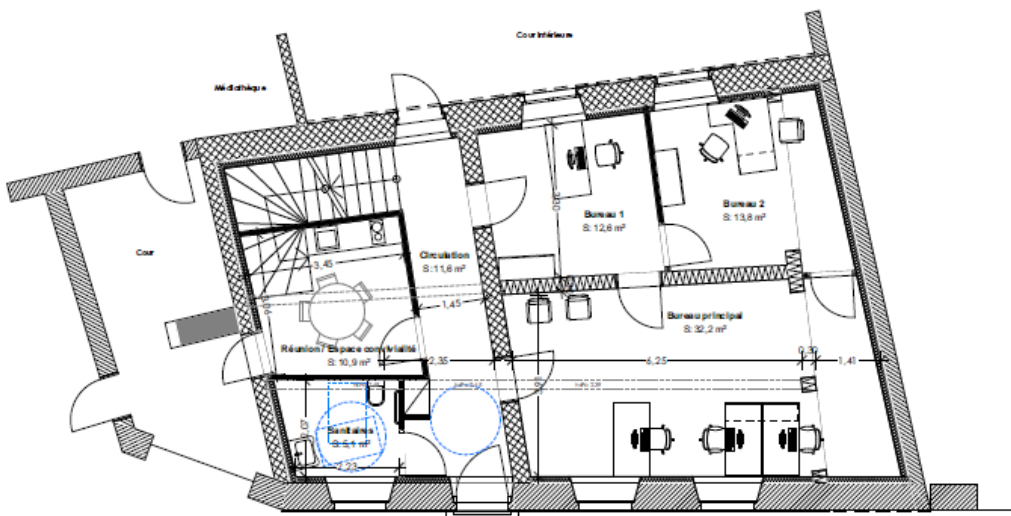 Cour intérieure
Médiathèque
Bureau 2
S: 13,8 m²
Bureau 1
S: 12,6 m²
Cour
Circulation
S: 11,6 m²
3,45
1,45
Bureau principal
S: 32,2 m²
Réunion / Espace convivialité
S: 10,9 m²
2,35
6,25
0,30
1,41
Sanitaires
S: 5,1 m²
2,23